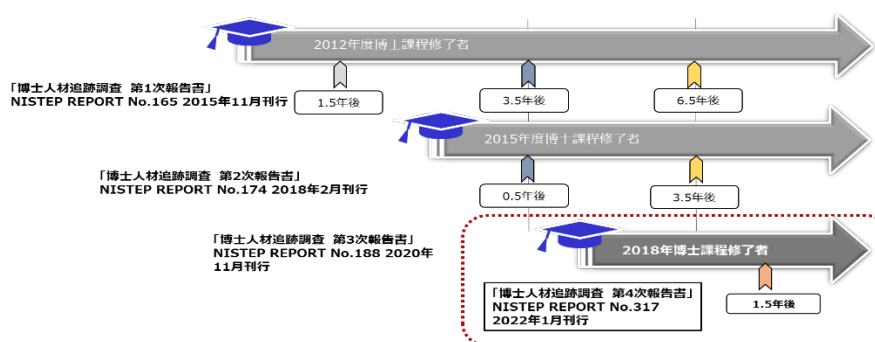 2012年度博士課程修了者
「博士人材追跡調査 第1次報告書」
NISTEP REPORT No.165 2015年11月刊行
1.5年後
3.5年後
6.5年後
2015年度博士課程修了者
「博士人材追跡調査 第2次報告書」
NISTEP REPORT No.174 2018年2月刊行
0.5年後
3.5年後
「博士人材追跡調査 第3次報告書」
NISTEP REPORT No.188 2020年
11月刊行
2018年博士課程修了者
「博士人材追跡調査 第4次報告書」
NISTEP REPORT No.317
2022年1月刊行
1.5年後